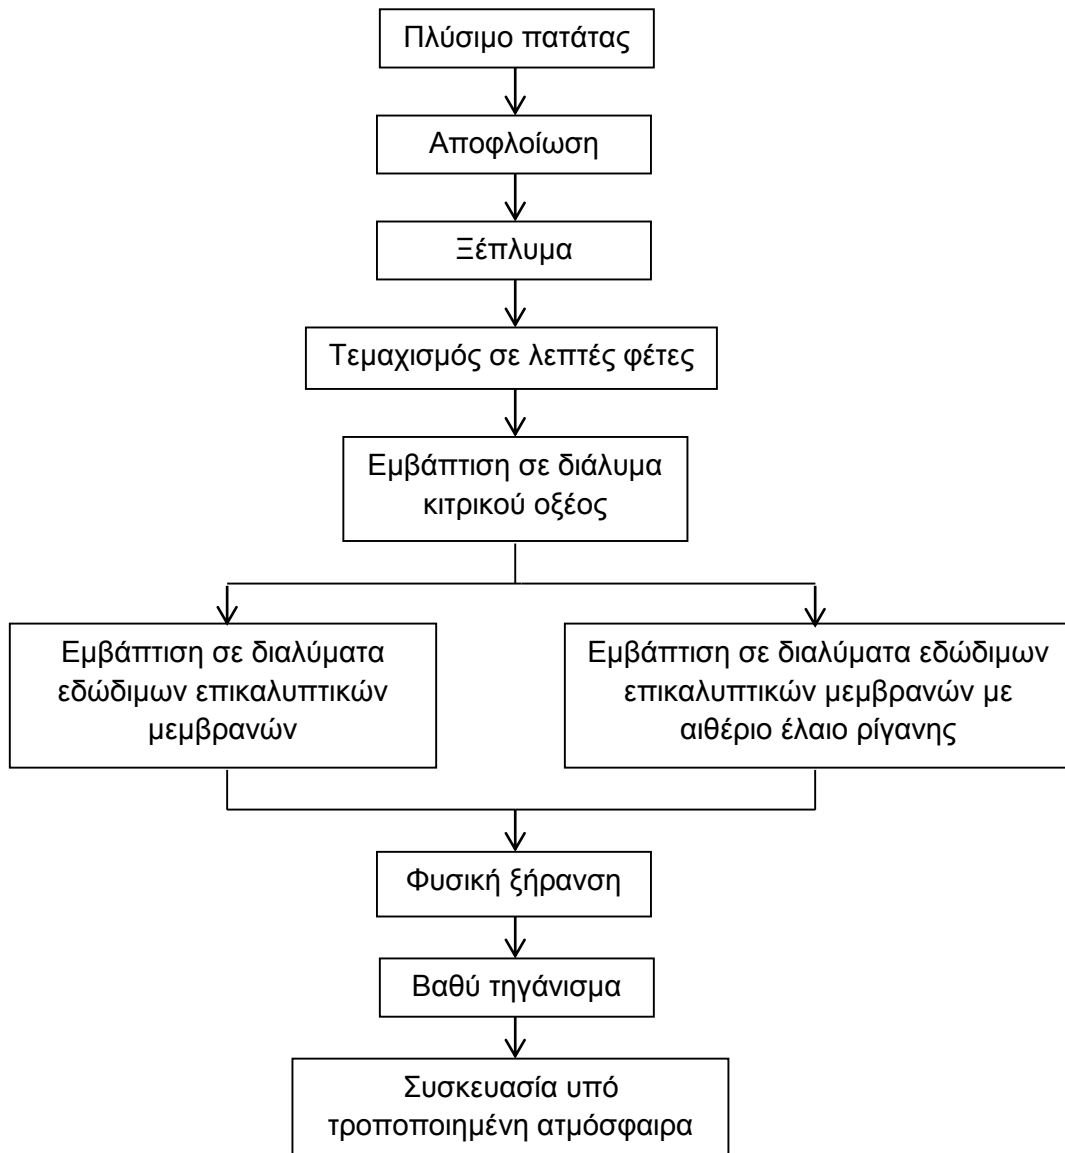 Πλύσιμο πατάτας
Αποφλοίωση
Ξέπλυμα
Τεμαχισμός σε λεπτές φέτες
Εμβάπτιση σε διάλυμα
κιτρικού οξέος
Εμβάπτιση σε διαλύματα
εδώδιμων επικαλυπτικών
μεμβρανών
Εμβάπτιση σε διαλύματα εδώδιμων
επικαλυπτικών μεμβρανών με
αιθέριο έλαιο ρίγανης
Φυσική ξήρανση
Βαθύ τηγάνισμα
Συσκευασία υπό
τροποποιημένη ατμόσφαιρα